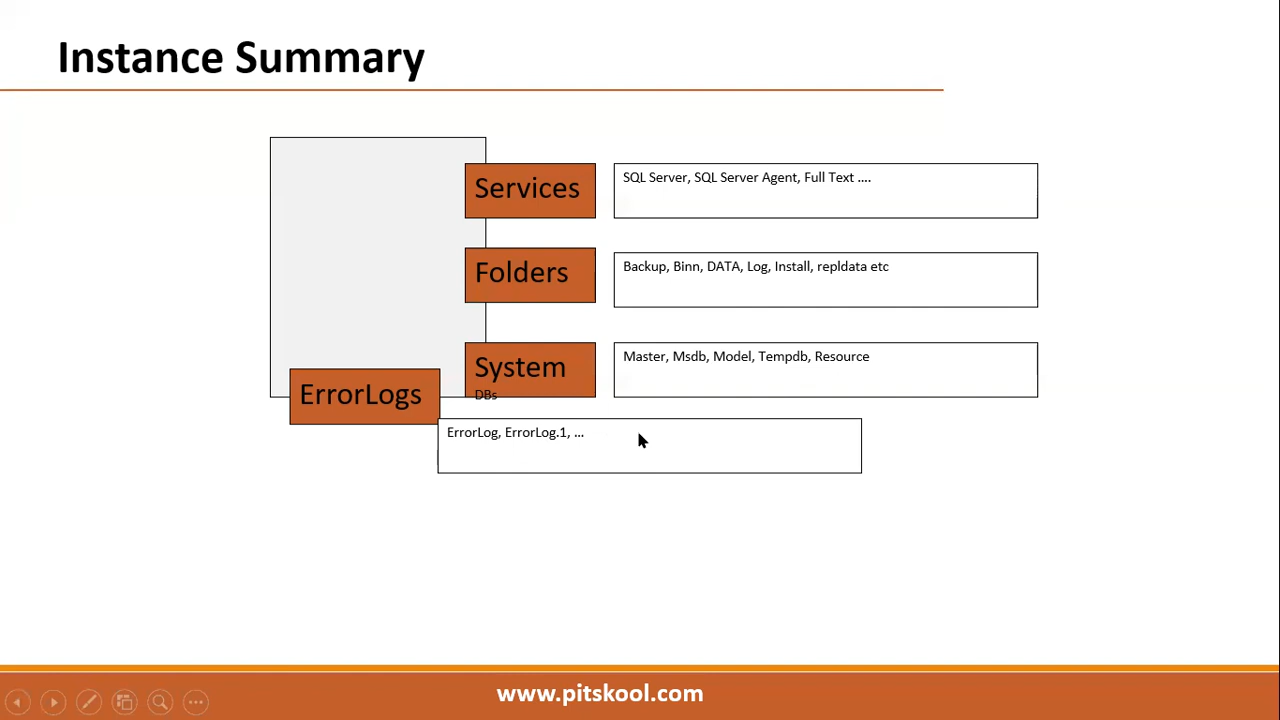 Instance Summary
Services
SQL Server, SQL Server Agent, Full Text ....
Folders
Backup, Binn, DATA, Log, Install, repldata etc
System
DBs
Master, Msdb, Model, Tempdb, Resource
ErrorLogs
ErrorLog, ErrorLog.1, ...
www.pitskool.com